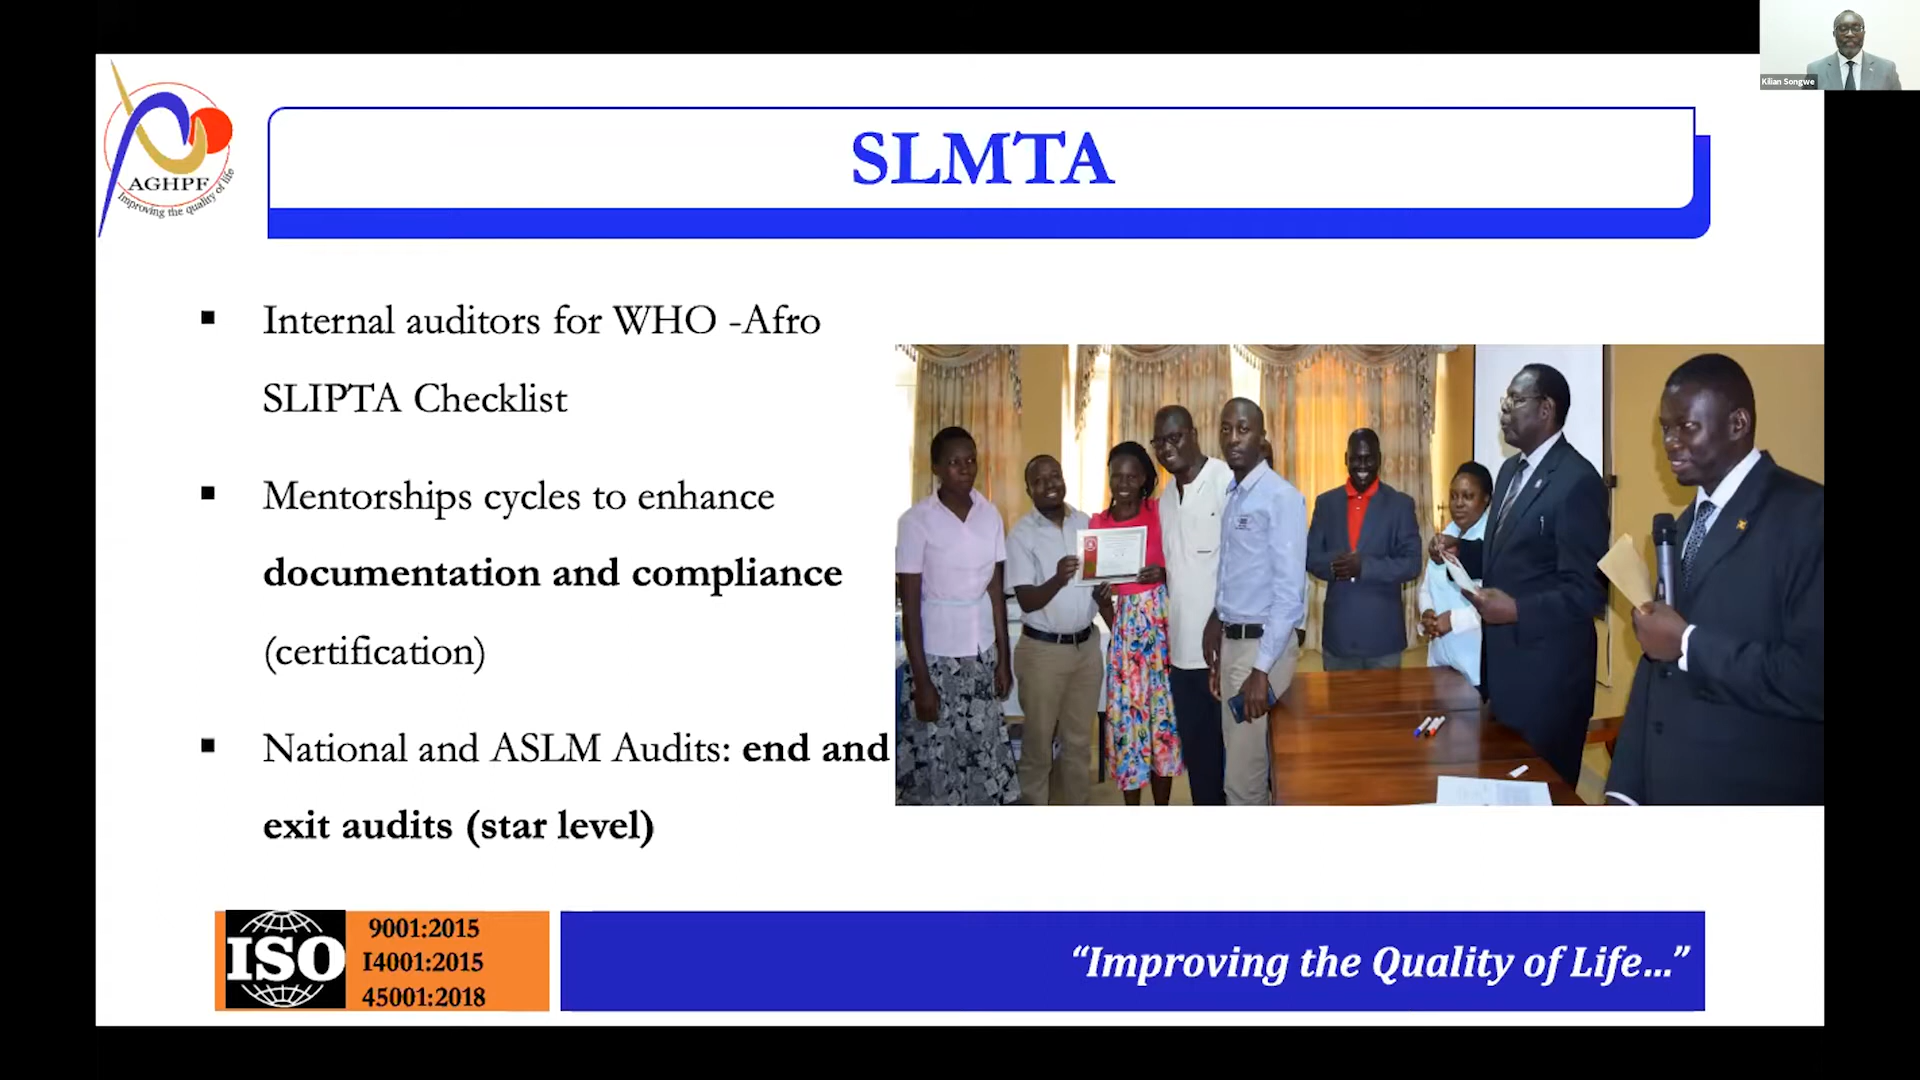 Kilian Songwe
AGHPF
Improving the quality of life
SLMTA
▪ Internal auditors for WHO -Afro
SLIPTA Checklist
▪ Mentorships cycles to enhance
documentation and compliance
(certification)
▪ National and ASLM Audits: end and
exit audits (star level)
ISO
9001:2015
14001:2015
45001:2018
“Improving the Quality of Life...”